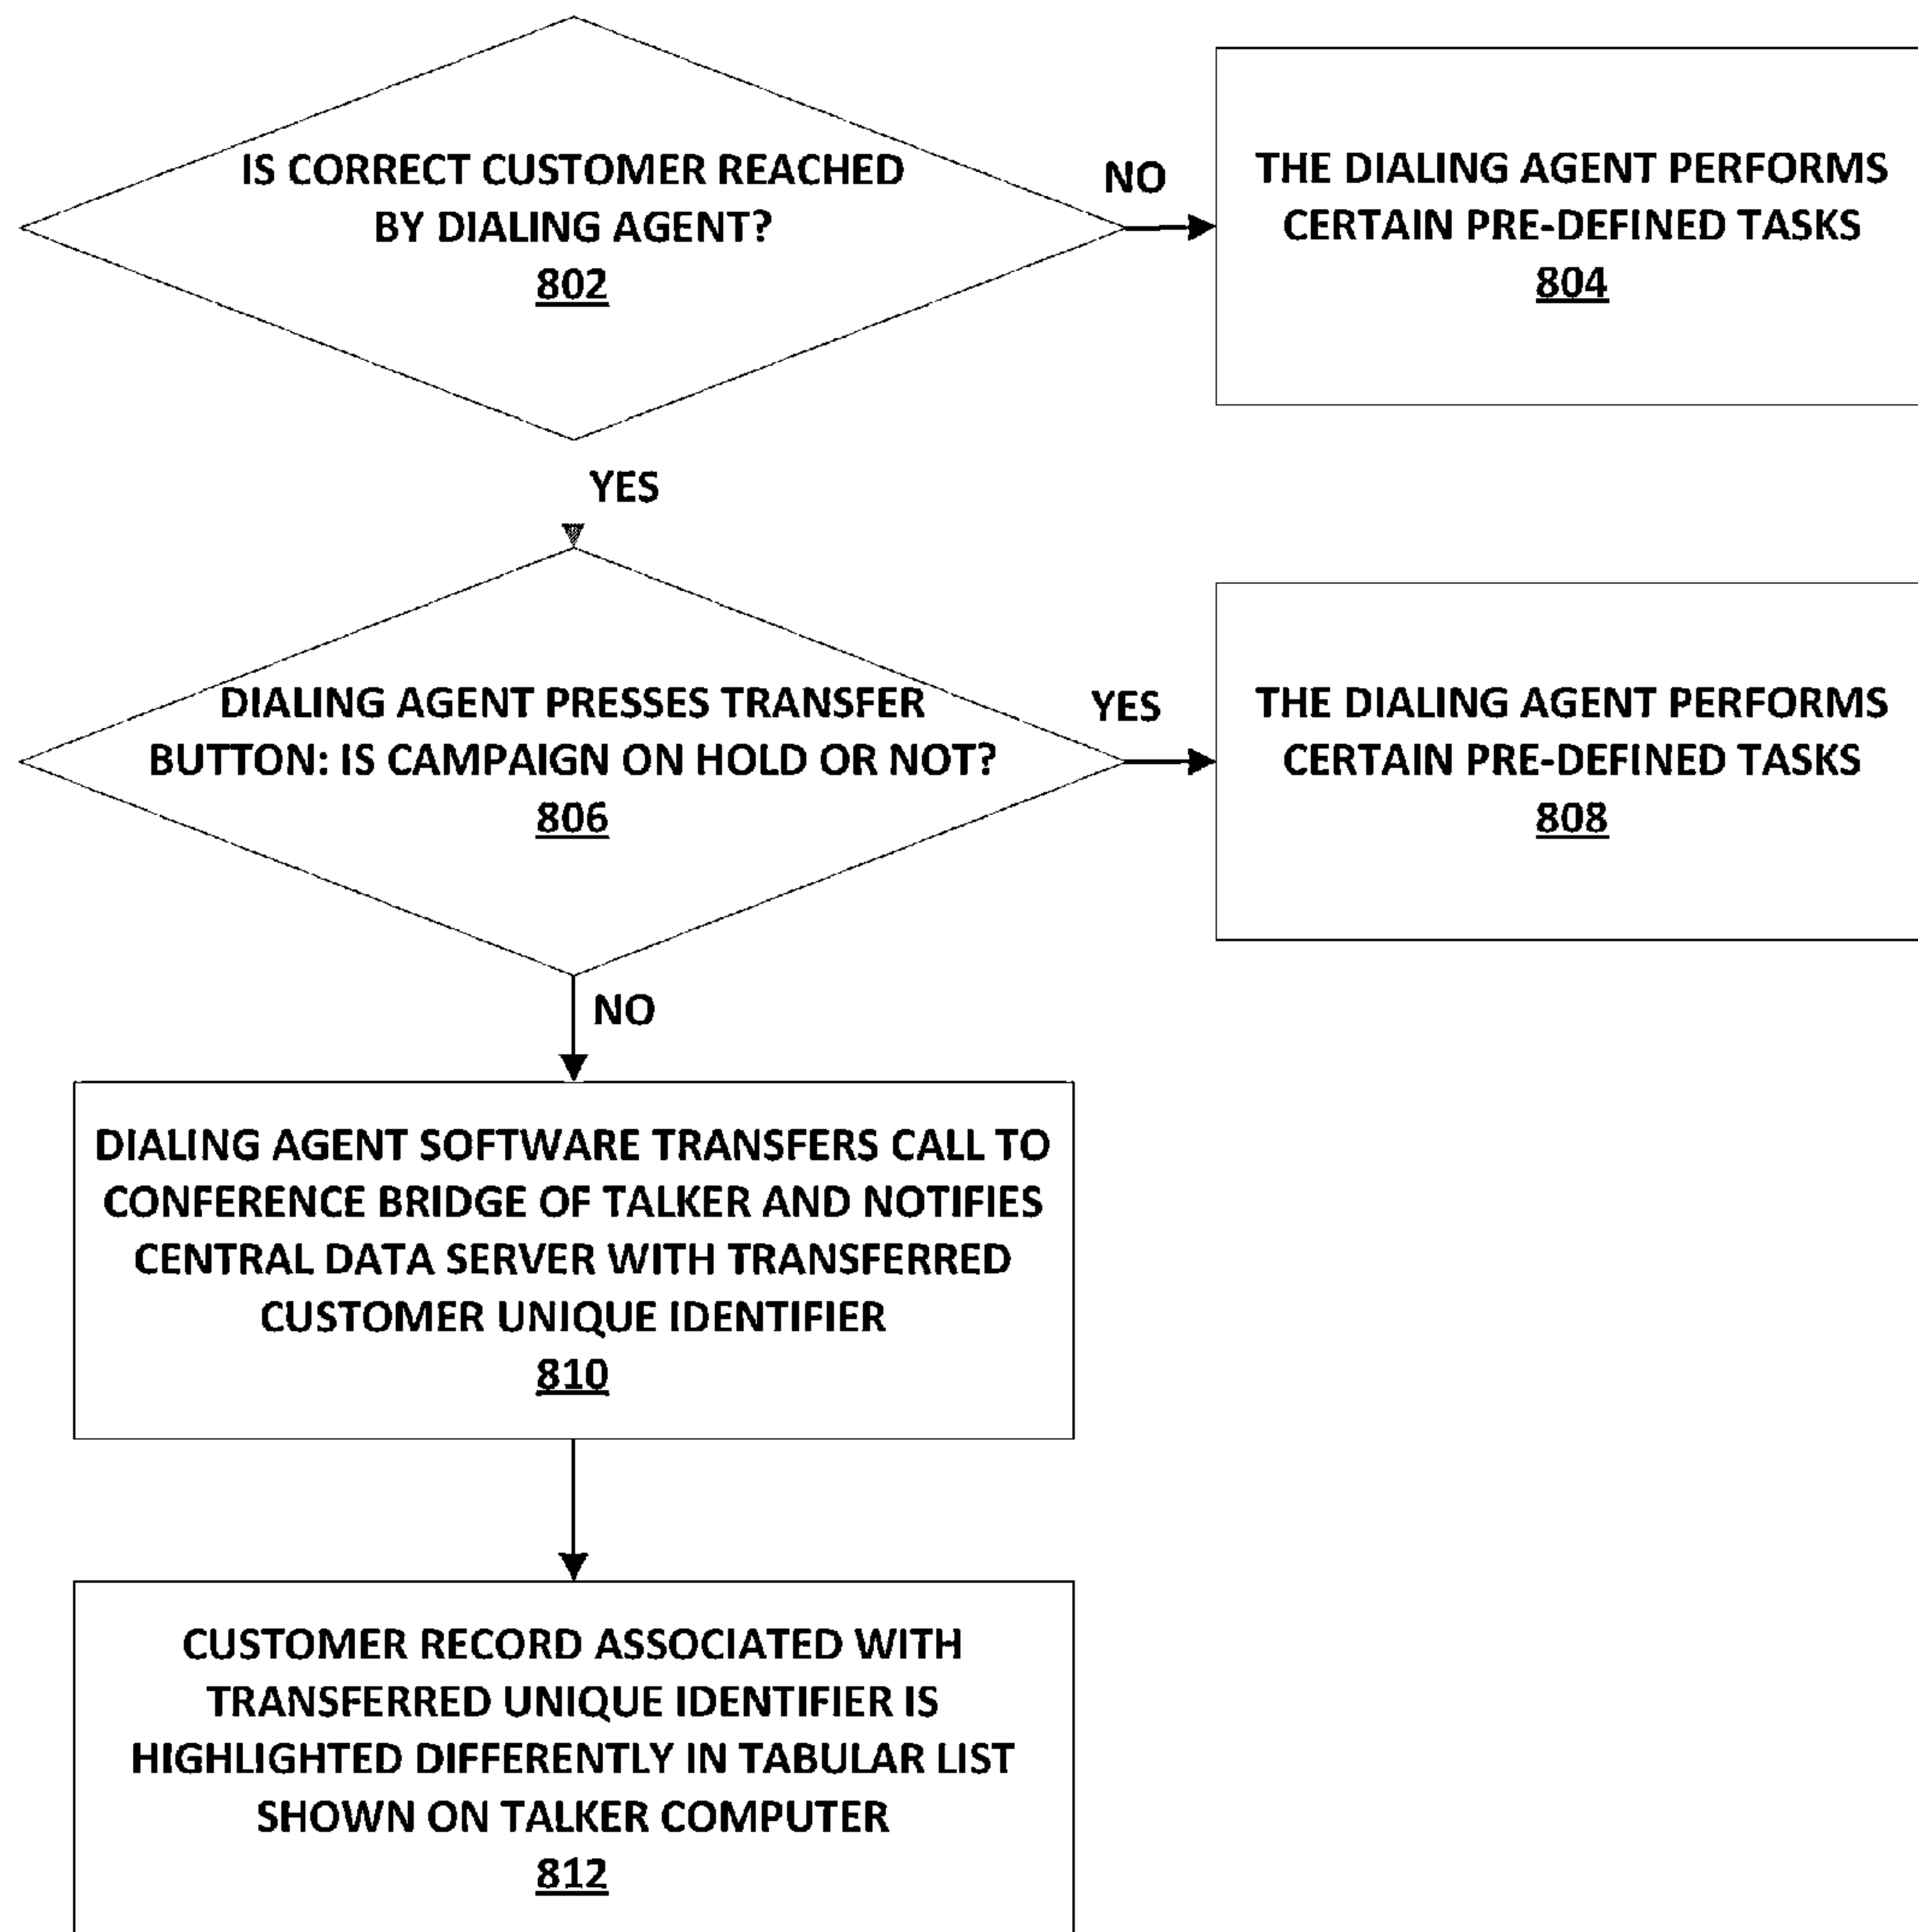 IS CORRECT CUSTOMER REACHED
BY DIALING AGENT?
802
NO
THE DIALING AGENT PERFORMS
CERTAIN PRE-DEFINED TASKS
804
YES
DIALING AGENT PRESSES TRANSFER
BUTTON: IS CAMPAIGN ON HOLD OR NOT?
806
YES
THE DIALING AGENT PERFORMS
CERTAIN PRE-DEFINED TASKS
808
NO
DIALING AGENT SOFTWARE TRANSFERS CALL TO
CONFERENCE BRIDGE OF TALKER AND NOTIFIES
CENTRAL DATA SERVER WITH TRANSFERRED
CUSTOMER UNIQUE IDENTIFIER
810
CUSTOMER RECORD ASSOCIATED WITH
TRANSFERRED UNIQUE IDENTIFIER IS
HIGHLIGHTED DIFFERENTLY IN TABULAR LIST
SHOWN ON TALKER COMPUTER
812